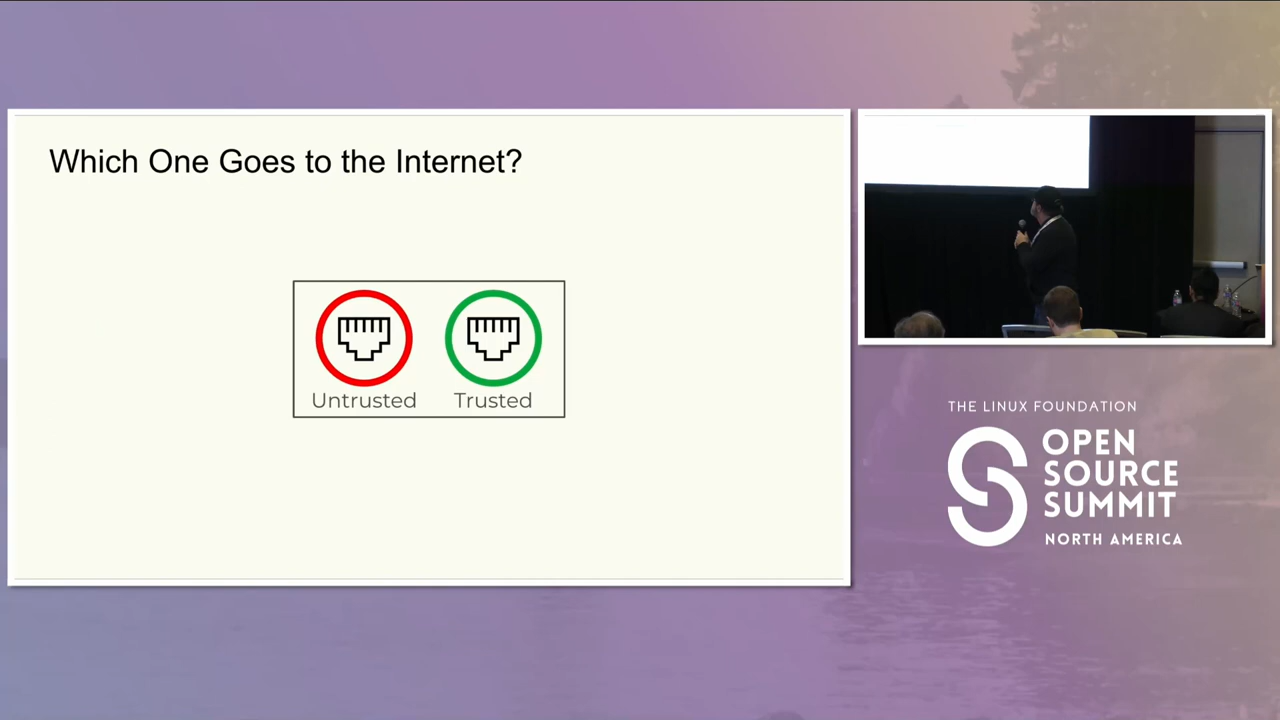 Which One Goes to the Internet?
Untrusted Trusted
THE LINUX FOUNDATION
OPEN
SOURCE
SUMMIT
NORTH AMERICA